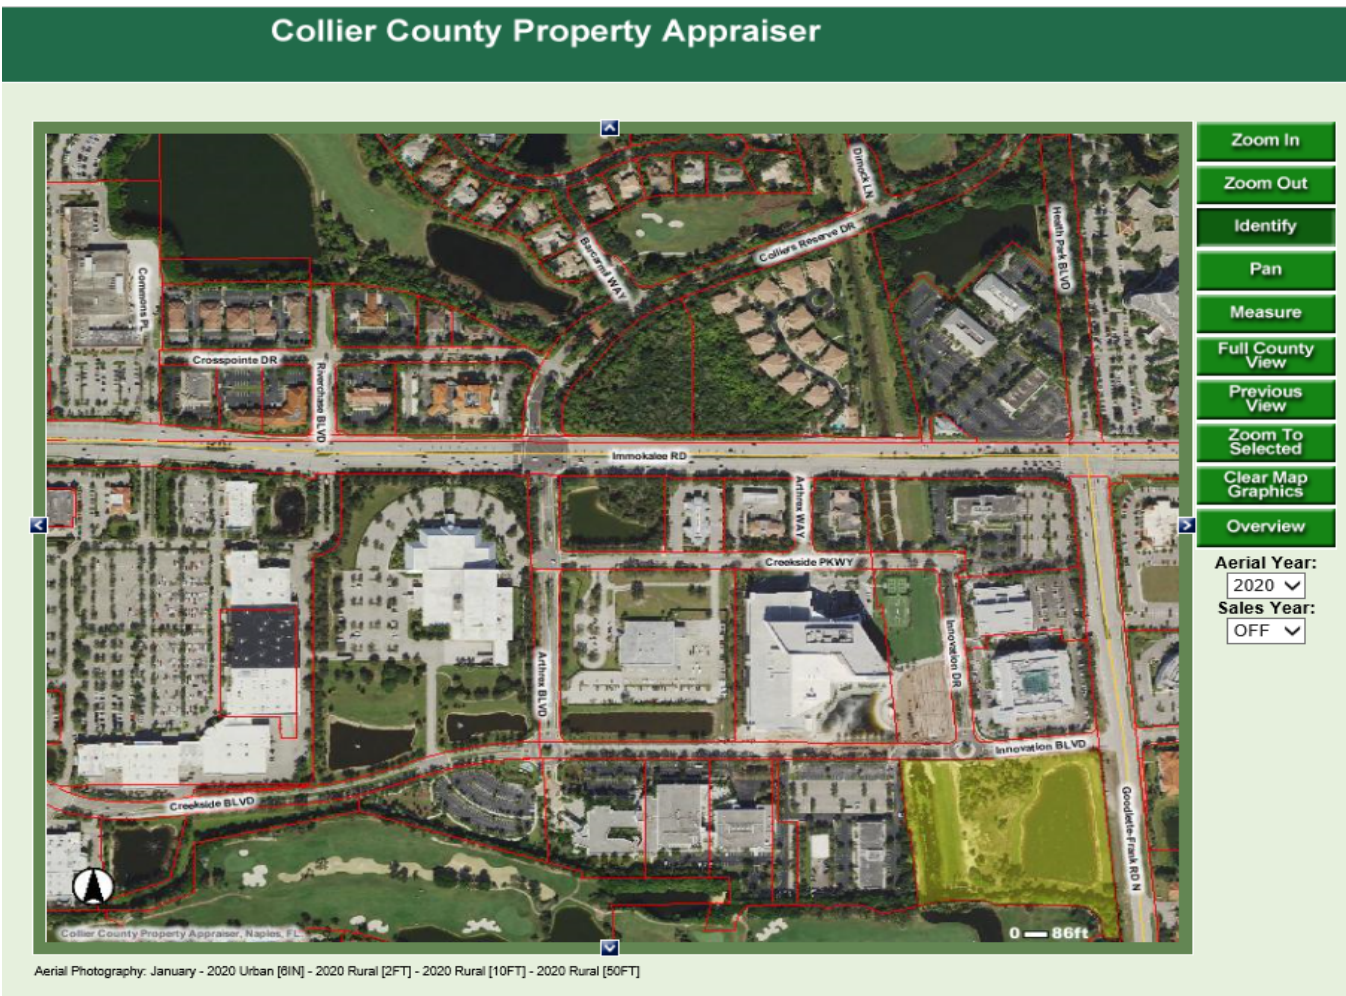 Collier County Property Appraiser
Zoom In
Zoom Out
Identify
Pan
Measure
Full County
View
Previous
View
Zoom To
Selected
Clear Map
Graphics
Overview
Aerial Year:
2020
Sales Year:
OFF
Dimock LN
Health Park BLVD
Colliers Reserve DR
Barcarmil WAY
Commons PL
Crosspointe DR
Riverchase BLVD
Immokalee RD
Arthrex WAY
Creekside PKWY
Innovation DR
Arthrex BLVD
Innovation BLVD
Creekside BLVD
Goodlette-Frank RD N
Collier County Property Appraiser, Naples, FL.
0 86ft
Aerial Photography: January - 2020 Urban [6IN] - 2020 Rural [2FT] - 2020 Rural [10FT] - 2020 Rural [50FT]